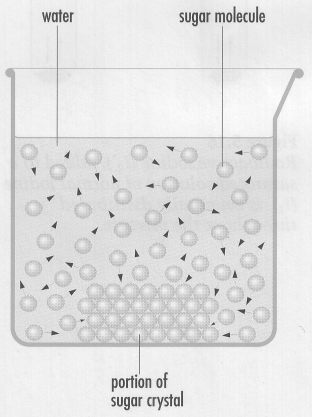 water
sugar molecule
portion of
sugar crystal